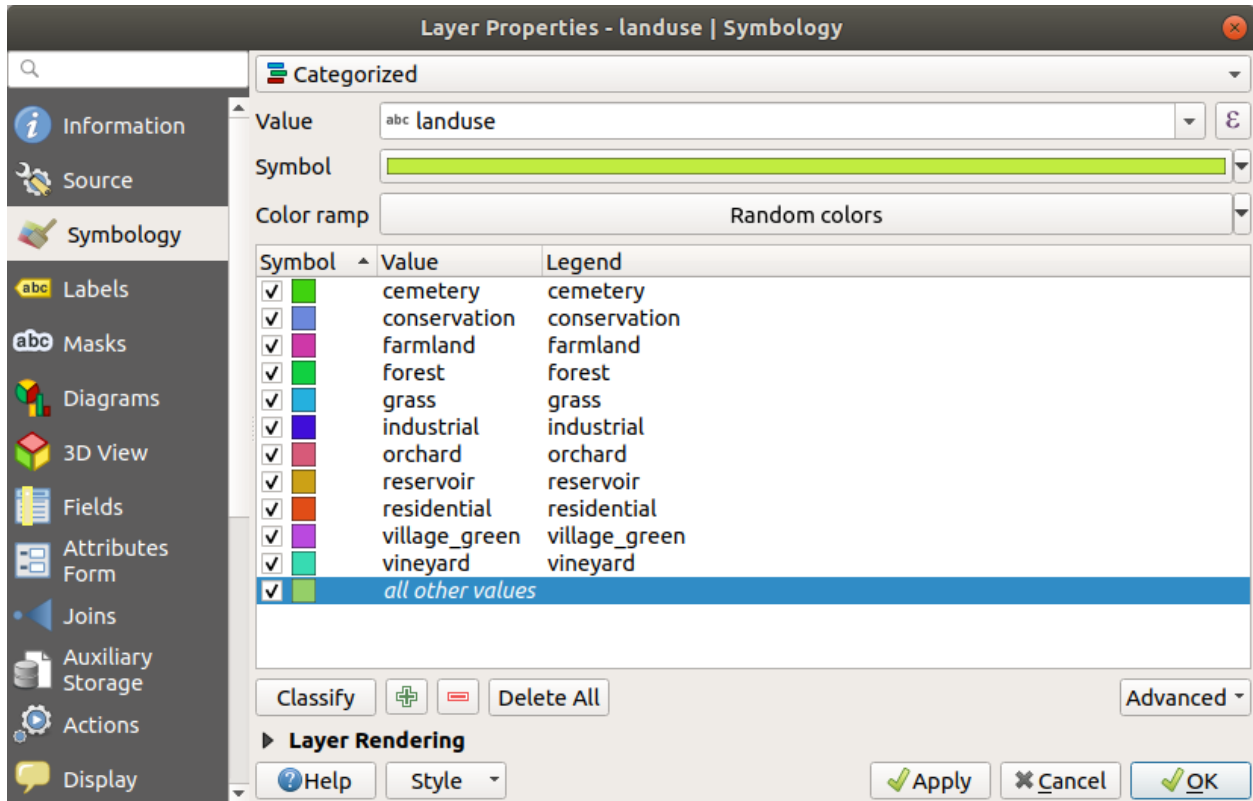 Layer Properties - landuse | Symbology
Information
Source
Symbology
abc Labels
abc Masks
Diagrams
3D View
Fields
Attributes
Form
Joins
Auxiliary
Storage
Actions
Display
Categorized
Value abc landuse ε
Symbol
Color ramp Random colors
Symbol Value Legend
cemetery cemetery
conservation conservation
farmland farmland
forest forest
grass grass
industrial industrial
orchard orchard
reservoir reservoir
residential residential
village_green village_green
vineyard vineyard
all other values
Classify Delete All Advanced
Layer Rendering
Help Style Apply Cancel OK